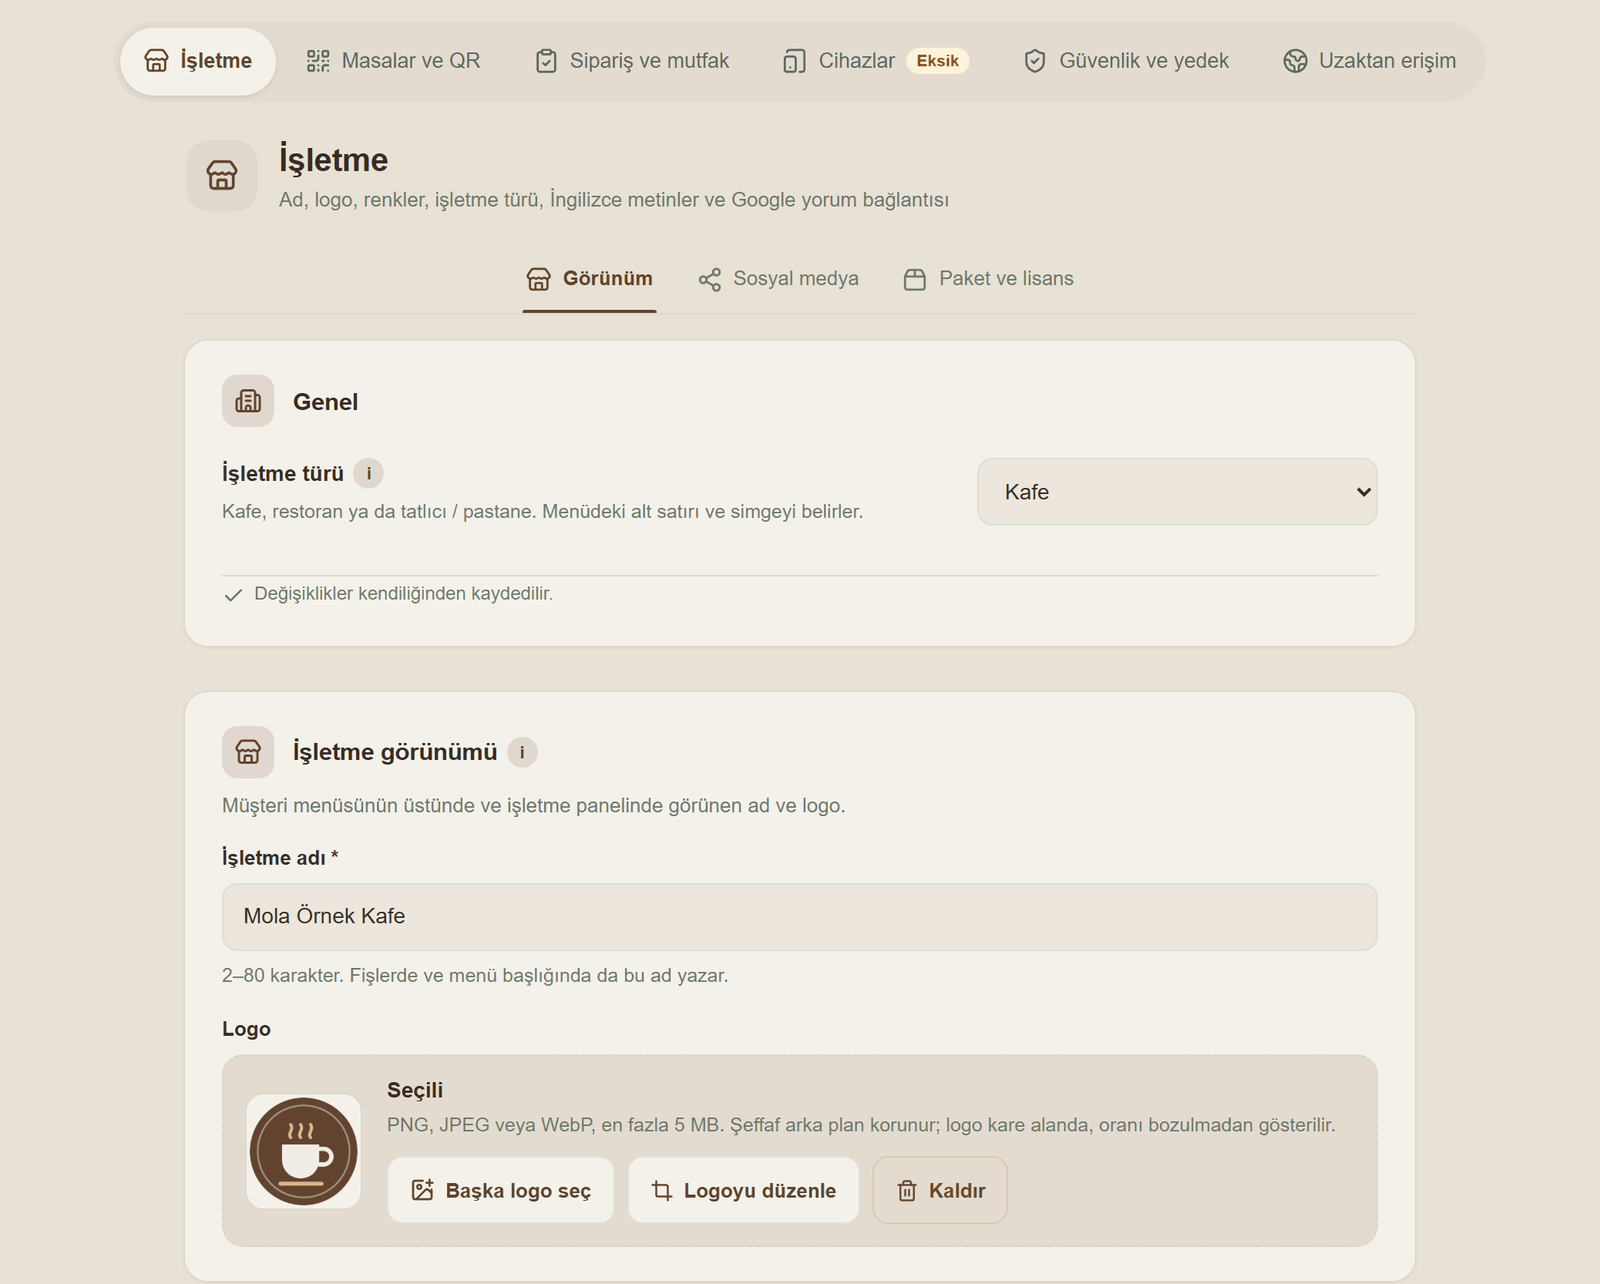 İşletme
Masalar ve QR
Sipariş ve mutfak
Cihazlar
Eksik
Güvenlik ve yedek
Uzaktan erişim
İşletme
Ad, logo, renkler, işletme türü, İngilizce metinler ve Google yorum bağlantısı
Görünüm
Sosyal medya
Paket ve lisans
Genel
İşletme türü
i
Kafe, restoran ya da tatlıcı / pastane. Menüdeki alt satırı ve simgeyi belirler.
Kafe
Değişiklikler kendiliğinden kaydedilir.
İşletme görünümü
i
Müşteri menüsünün üstünde ve işletme panelinde görünen ad ve logo.
İşletme adı *
Mola Örnek Kafe
2–80 karakter. Fişlerde ve menü başlığında da bu ad yazar.
Logo
Seçili
PNG, JPEG veya WebP, en fazla 5 MB. Şeffaf arka plan korunur; logo kare alanda, oranı bozulmadan gösterilir.
Başka logo seç
Logoyu düzenle
Kaldır